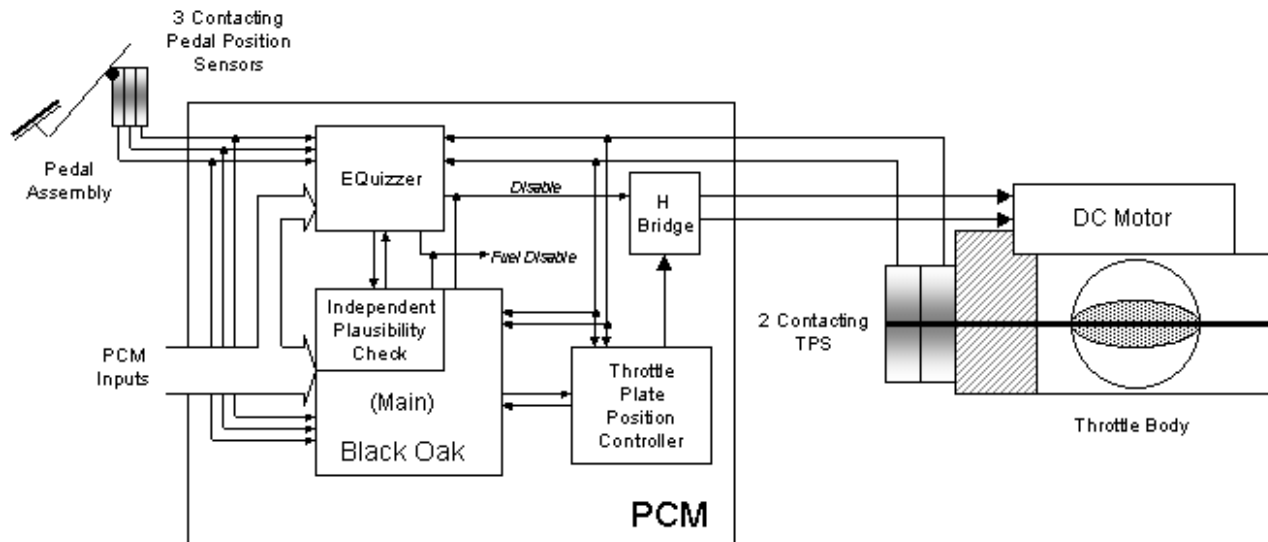 3 Contacting
Pedal Position
Sensors
Pedal
Assembly
EQuizzer
Disable
H
Bridge
DC Motor
Fuel Disable
Independent
Plausibility
Check
2 Contacting
TPS
PCM
Inputs
(Main)
Black Oak
Throttle
Plate
Position
Controller
Throttle Body
PCM